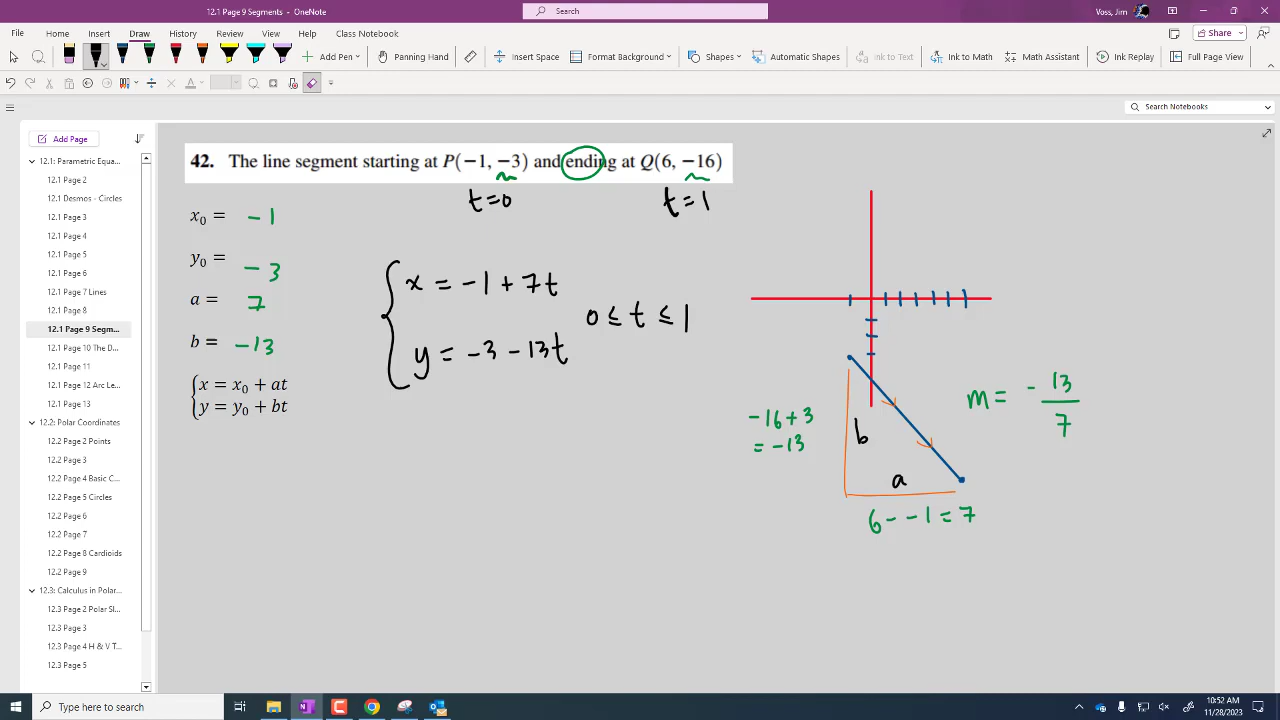 12.1 Page 9 Segments - OneNote
Search
Voss, Jim
File Home Insert Draw History Review View Help Class Notebook
Share
Add Pen
Panning Hand
Insert Space
Format Background
Shapes
Automatic Shapes
Ink to Text
Ink to Shape
Ink to Math
Math Assistant
Ink Replay
Full Page View
Search Notebooks
Add Page
12.1: Parametric Equa...
12.1 Page 2
12.1 Desmos - Circles
12.1 Page 3
12.1 Page 4
12.1 Page 5
12.1 Page 6
12.1 Page 7 Lines
12.1 Page 8
12.1 Page 9 Segm...
12.1 Page 10 The D...
12.1 Page 11
12.1 Page 12 Arc Le...
12.1 Page 13
12.2: Polar Coordinates
12.2 Page 2 Points
12.2 Page 3
12.2 Page 4 Basic C...
12.2 Page 5 Circles
12.2 Page 6
12.2 Page 7
12.2 Page 8 Cardioids
12.2 Page 9
12.3: Calculus in Polar...
12.3 Page 2 Polar Sl...
12.3 Page 3
12.3 Page 4 H & V T...
12.3 Page 5
42. The line segment starting at P(−1, −3) and ending at Q(6, −16)
t=0
t=1
x₀ = -1
y₀ = -3
a = 7
b = -13
x = x₀ + at
y = y₀ + bt
x = -1 + 7t
0 ≤ t ≤ 1
y = -3 - 13t
-16+3
= -13
b
a
6--1=7
m = - 13/7
Type here to search
10:52 AM
11/28/2023